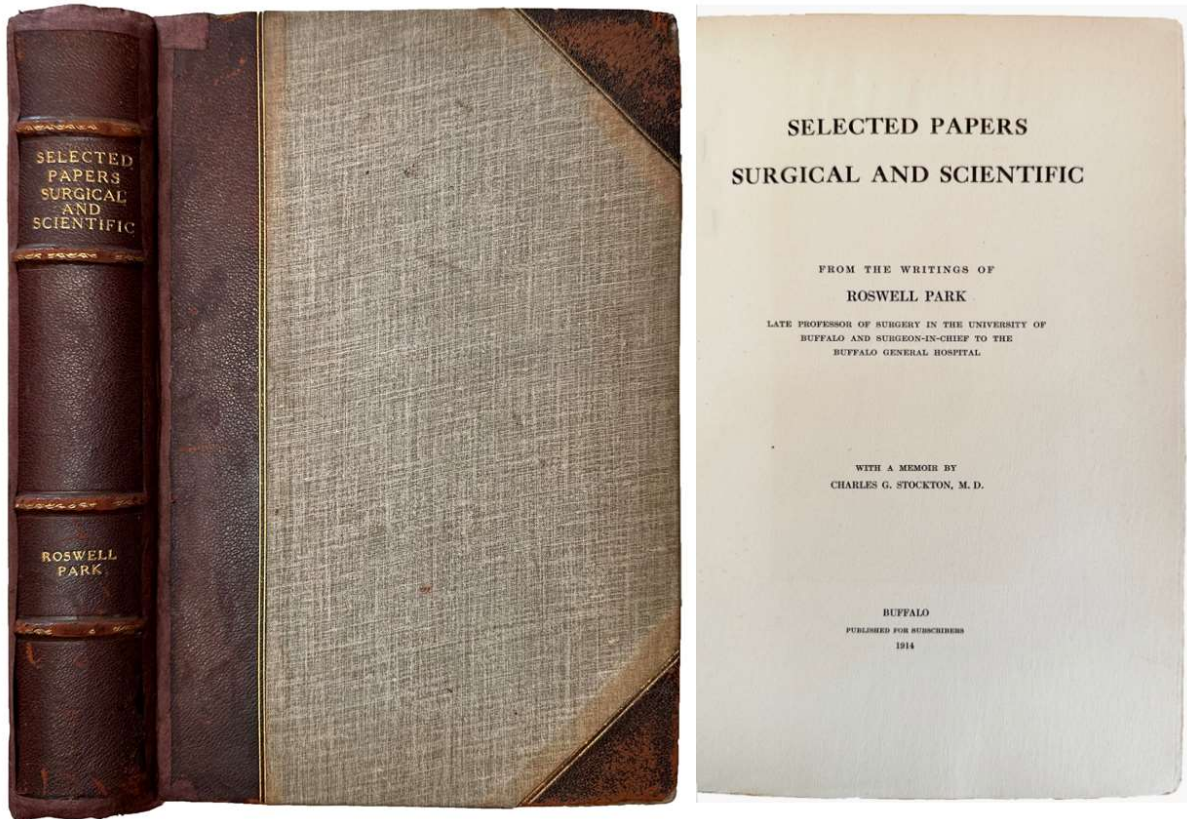 SELECTED
PAPERS
SURGICAL
AND
SCIENTIFIC
ROSWELL
PARK
SELECTED PAPERS
SURGICAL AND SCIENTIFIC
FROM THE WRITINGS OF
ROSWELL PARK
LATE PROFESSOR OF SURGERY IN THE UNIVERSITY OF
BUFFALO AND SURGEON-IN-CHIEF TO THE
BUFFALO GENERAL HOSPITAL
WITH A MEMOIR BY
CHARLES G. STOCKTON, M. D.
BUFFALO
PUBLISHED FOR SUBSCRIBERS
1914